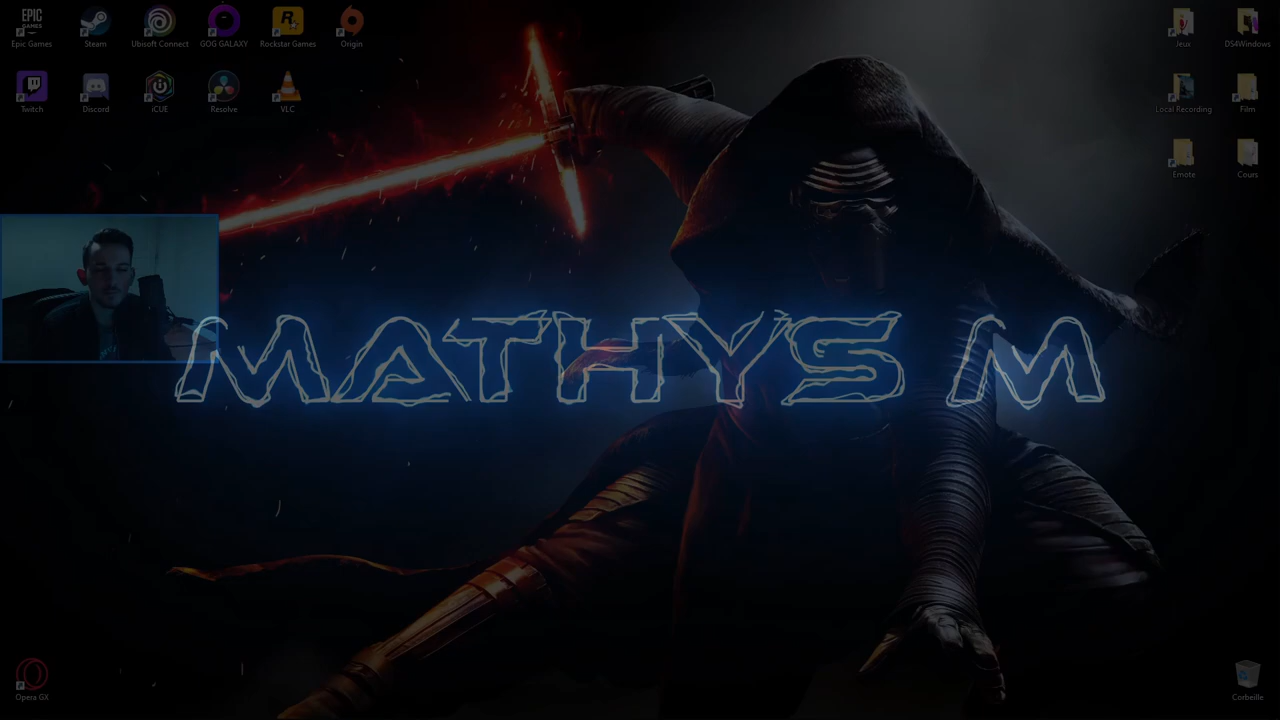 EPIC GAMES
Epic Games
Steam
Ubisoft Connect
GOG GALAXY
Rockstar Games
Origin
Jeux
DS4Windows
Twitch
Discord
iCUE
Resolve
VLC
Local Recording
Film
Emote
Cours
MATHYS M
Opera GX
Corbeille